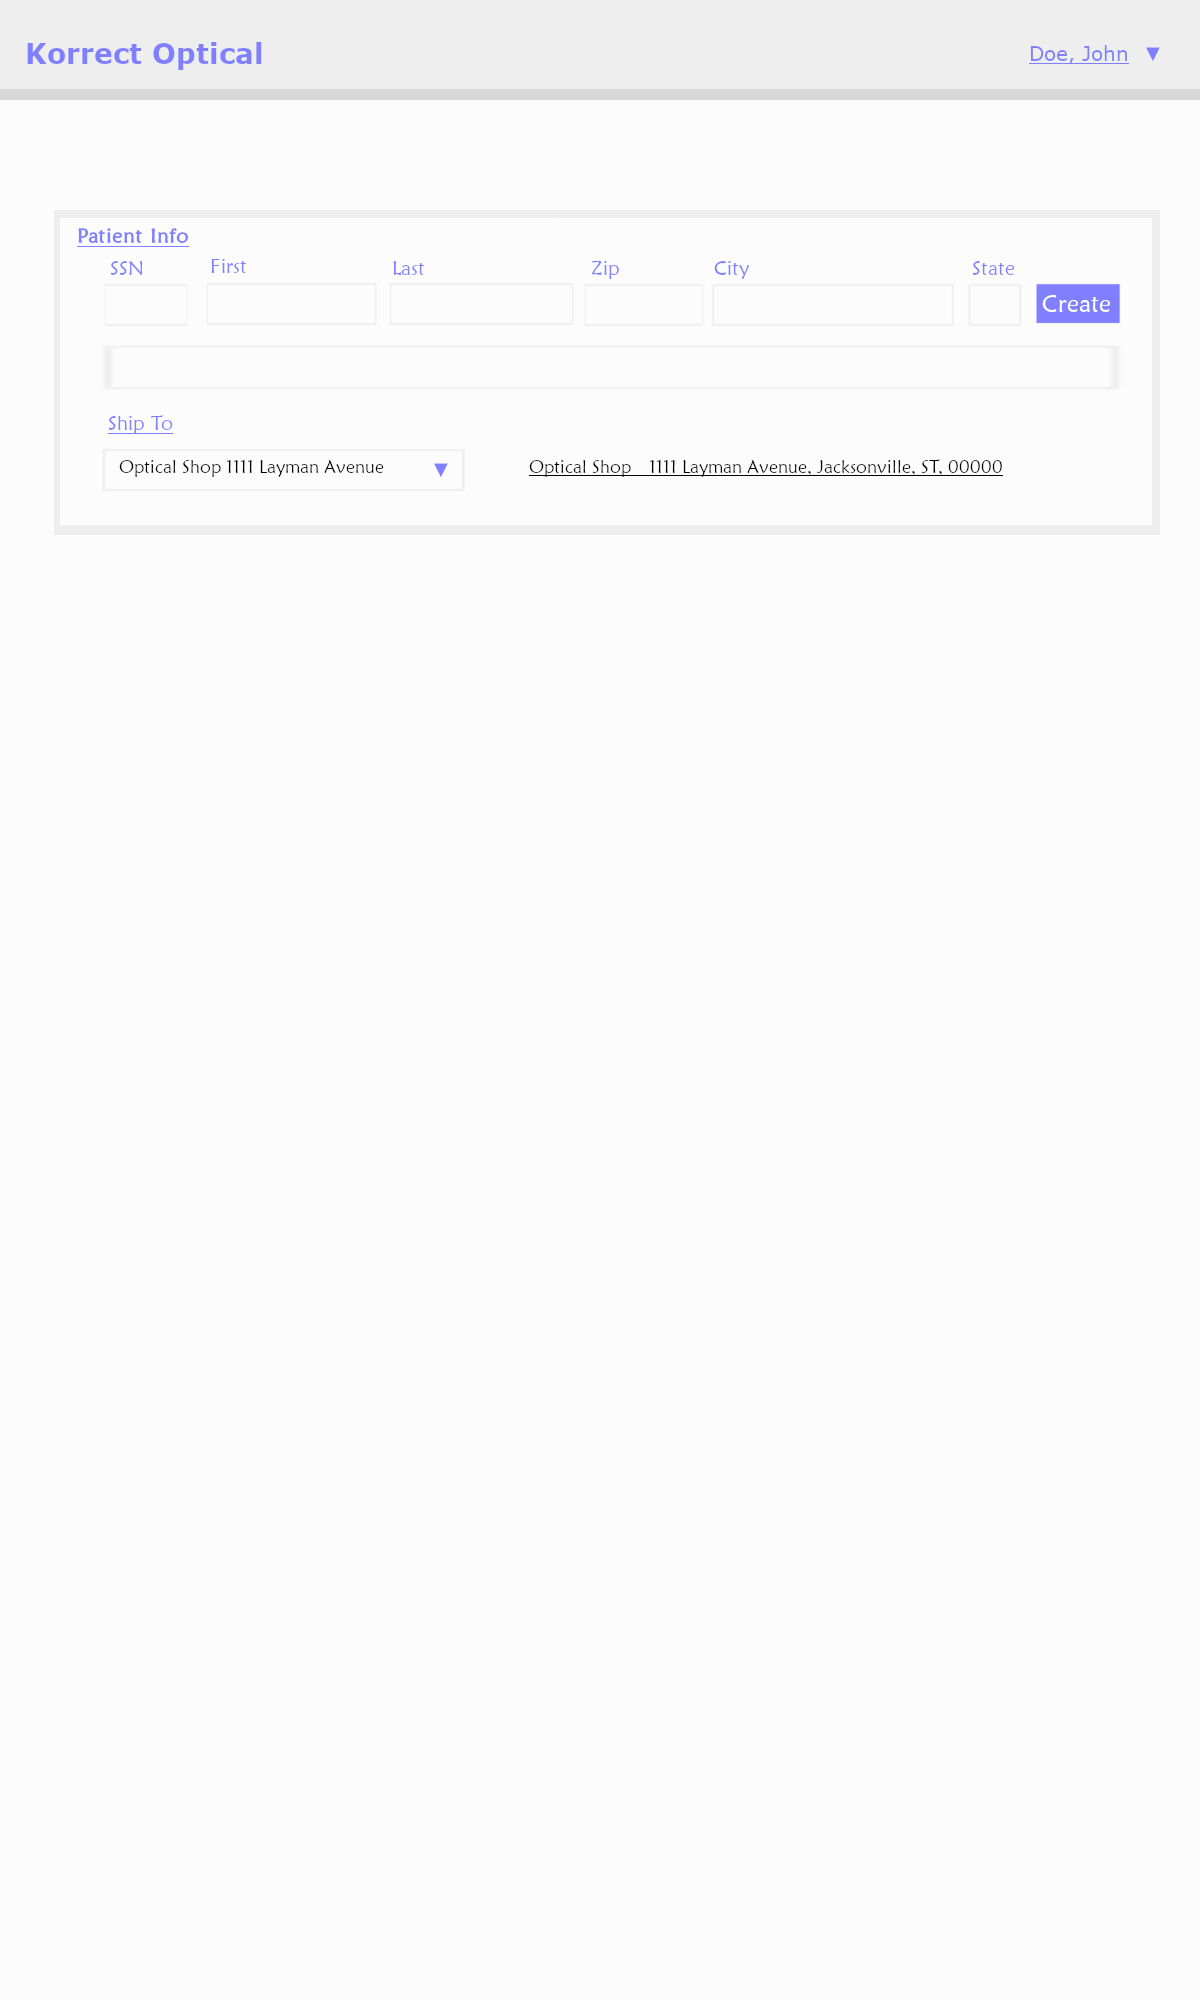 Korrect Optical
Doe, John ▼
Patient Info
SSN First Last Zip City State
Create
Ship To
Optical Shop 1111 Layman Avenue ▼ Optical Shop 1111 Layman Avenue, Jacksonville, ST, 00000